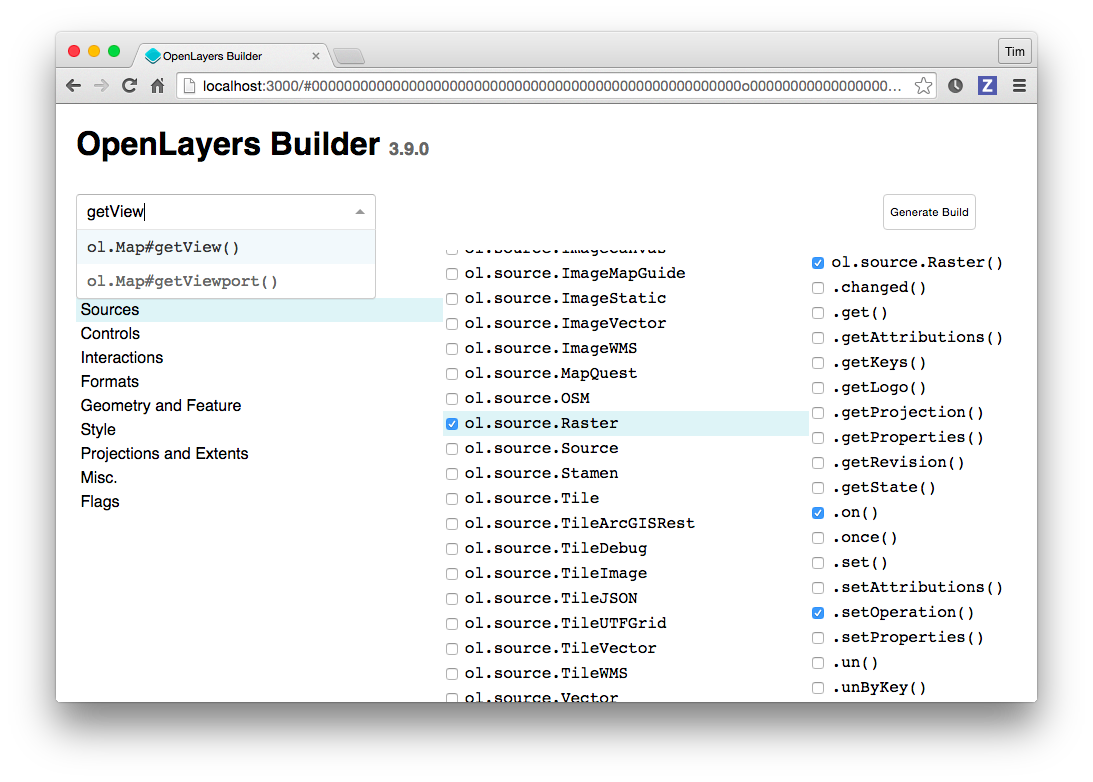 OpenLayers Builder
Tim
localhost:3000/#000000000000000000000000000000000000000000000000000000o00000000000000000...
Z
OpenLayers Builder 3.9.0
getView
Generate Build
ol.Map#getView()
ol.Map#getViewport()
Sources
Controls
Interactions
Formats
Geometry and Feature
Style
Projections and Extents
Misc.
Flags
ol.source.ImageCanvas
ol.source.ImageMapGuide
ol.source.ImageStatic
ol.source.ImageVector
ol.source.ImageWMS
ol.source.MapQuest
ol.source.OSM
ol.source.Raster
ol.source.Source
ol.source.Stamen
ol.source.Tile
ol.source.TileArcGISRest
ol.source.TileDebug
ol.source.TileImage
ol.source.TileJSON
ol.source.TileUTFGrid
ol.source.TileVector
ol.source.TileWMS
ol.source.Vector
ol.source.Raster()
.changed()
.get()
.getAttributions()
.getKeys()
.getLogo()
.getProjection()
.getProperties()
.getRevision()
.getState()
.on()
.once()
.set()
.setAttributions()
.setOperation()
.setProperties()
.un()
.unByKey()